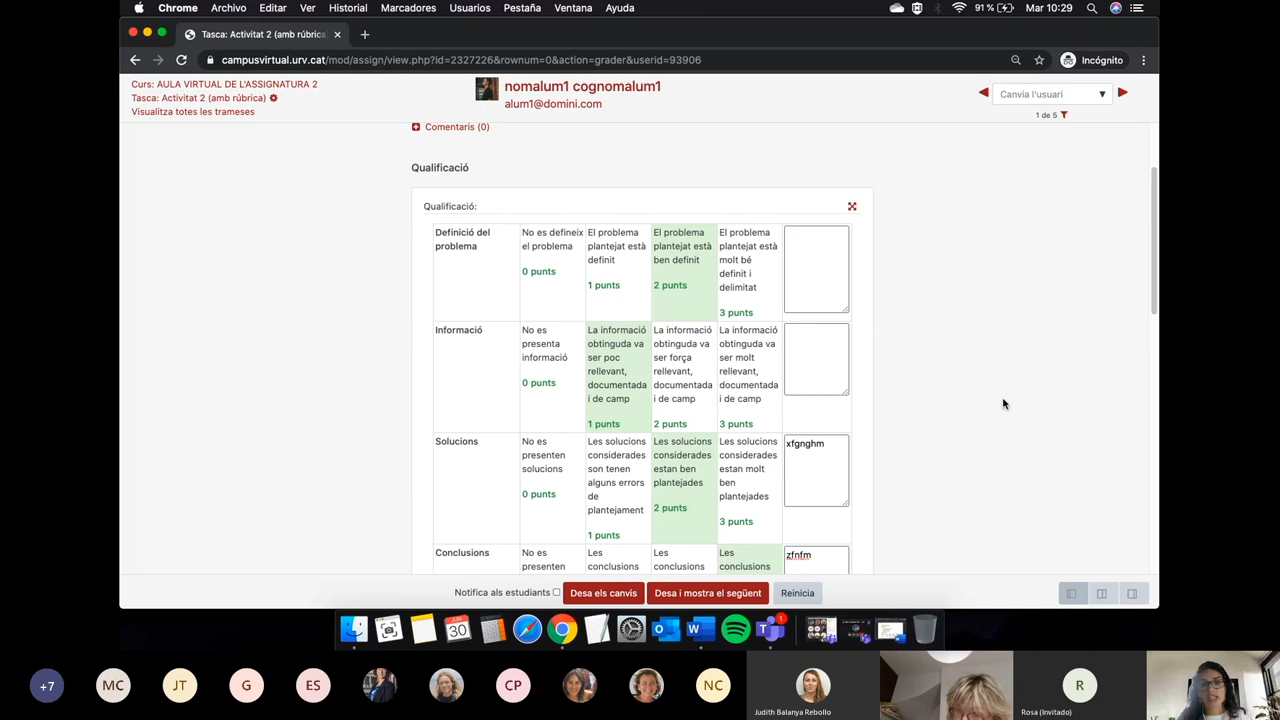 Chrome Archivo Editar Ver Historial Marcadores Usuarios Pestaña Ventana Ayuda
91 % Mar 10:29
Tasca: Activitat 2 (amb rúbrica
campusvirtual.urv.cat/mod/assign/view.php?id=2327226&rownum=0&action=grader&userid=93906
Incógnito
Curs: AULA VIRTUAL DE L'ASSIGNATURA 2
Tasca: Activitat 2 (amb rúbrica)
Visualitza totes les trameses
nomalum1 cognomalum1
alum1@domini.com
Canvia l'usuari
1 de 5
Comentaris (0)
Qualificació
Qualificació:
Definició del
problema
No es defineix
el problema
0 punts
El problema
plantejat està
definit
1 punts
El problema
plantejat està
ben definit
2 punts
El problema
plantejat està
molt bé
definit i
delimitat
3 punts
Informació
No es
presenta
informació
0 punts
La informació
obtinguda va
ser poc
rellevant,
documentada
i de camp
1 punts
La informació
obtinguda va
ser força
rellevant,
documentada
i de camp
2 punts
La informació
obtinguda va
ser molt
rellevant,
documentada
i de camp
3 punts
Solucions
No es
presenten
solucions
0 punts
Les solucions
considerades
son tenen
alguns errors
de
plantejament
1 punts
Les solucions
considerades
estan ben
plantejades
2 punts
Les solucions
considerades
estan molt
ben
plantejades
3 punts
xfgnghm
Conclusions
No es
presenten
Les
conclusions
Les
conclusions
Les
conclusions
zfnfm
Notifica als estudiants
Desa els canvis
Desa i mostra el següent
Reinicia
JUN
30
1
+7
MC
JT
G
ES
CP
NC
Judith Balanya Rebollo
R
Rosa (Invitado)